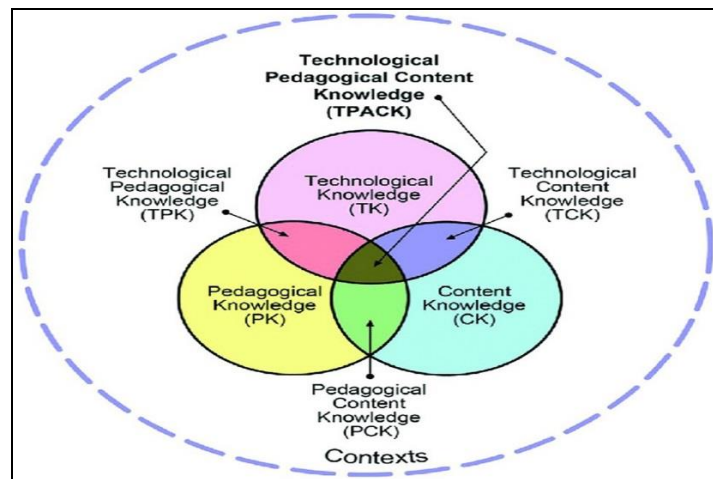 Technological
Pedagogical Content
Knowledge
(TPACK)
Technological
Pedagogical
Knowledge
(TPK)
Technological
Knowledge
(TK)
Technological
Content
Knowledge
(TCK)
Pedagogical
Knowledge
(PK)
Content
Knowledge
(CK)
Pedagogical
Content
Knowledge
(PCK)
Contexts